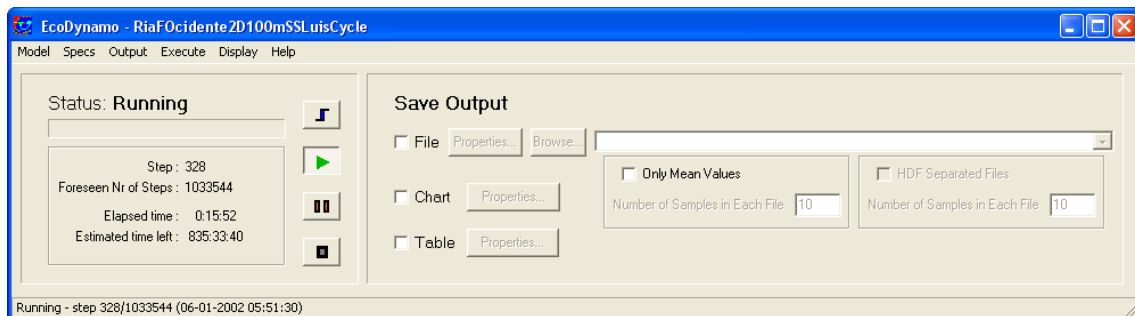 EcoDynamo - RiaFOcidente2D100mSSLuisCycle
Model Specs Output Execute Display Help
Status: Running
Step : 328
Foreseen Nr of Steps : 1033544
Elapsed time : 0:15:52
Estimated time left : 835:33:40
Save Output
File Properties... Browse...
Only Mean Values
Number of Samples in Each File 10
HDF Separated Files
Number of Samples in Each File 10
Chart Properties...
Table Properties...
Running - step 328/1033544 (06-01-2002 05:51:30)